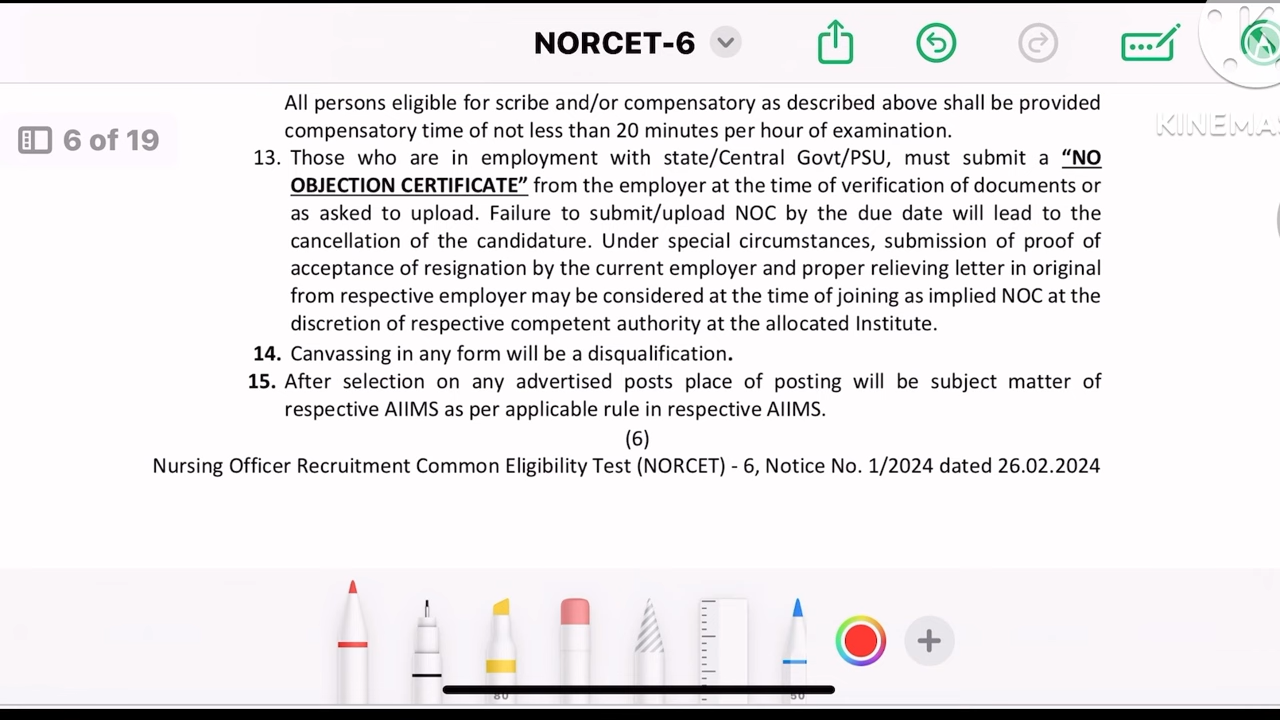 NORCET-6
6 of 19
KINEMA
All persons eligible for scribe and/or compensatory as described above shall be provided
compensatory time of not less than 20 minutes per hour of examination.
13. Those who are in employment with state/Central Govt/PSU, must submit a “NO
OBJECTION CERTIFICATE” from the employer at the time of verification of documents or
as asked to upload. Failure to submit/upload NOC by the due date will lead to the
cancellation of the candidature. Under special circumstances, submission of proof of
acceptance of resignation by the current employer and proper relieving letter in original
from respective employer may be considered at the time of joining as implied NOC at the
discretion of respective competent authority at the allocated Institute.
14. Canvassing in any form will be a disqualification.
15. After selection on any advertised posts place of posting will be subject matter of
respective AIIMS as per applicable rule in respective AIIMS.
(6)
Nursing Officer Recruitment Common Eligibility Test (NORCET) - 6, Notice No. 1/2024 dated 26.02.2024
80
50